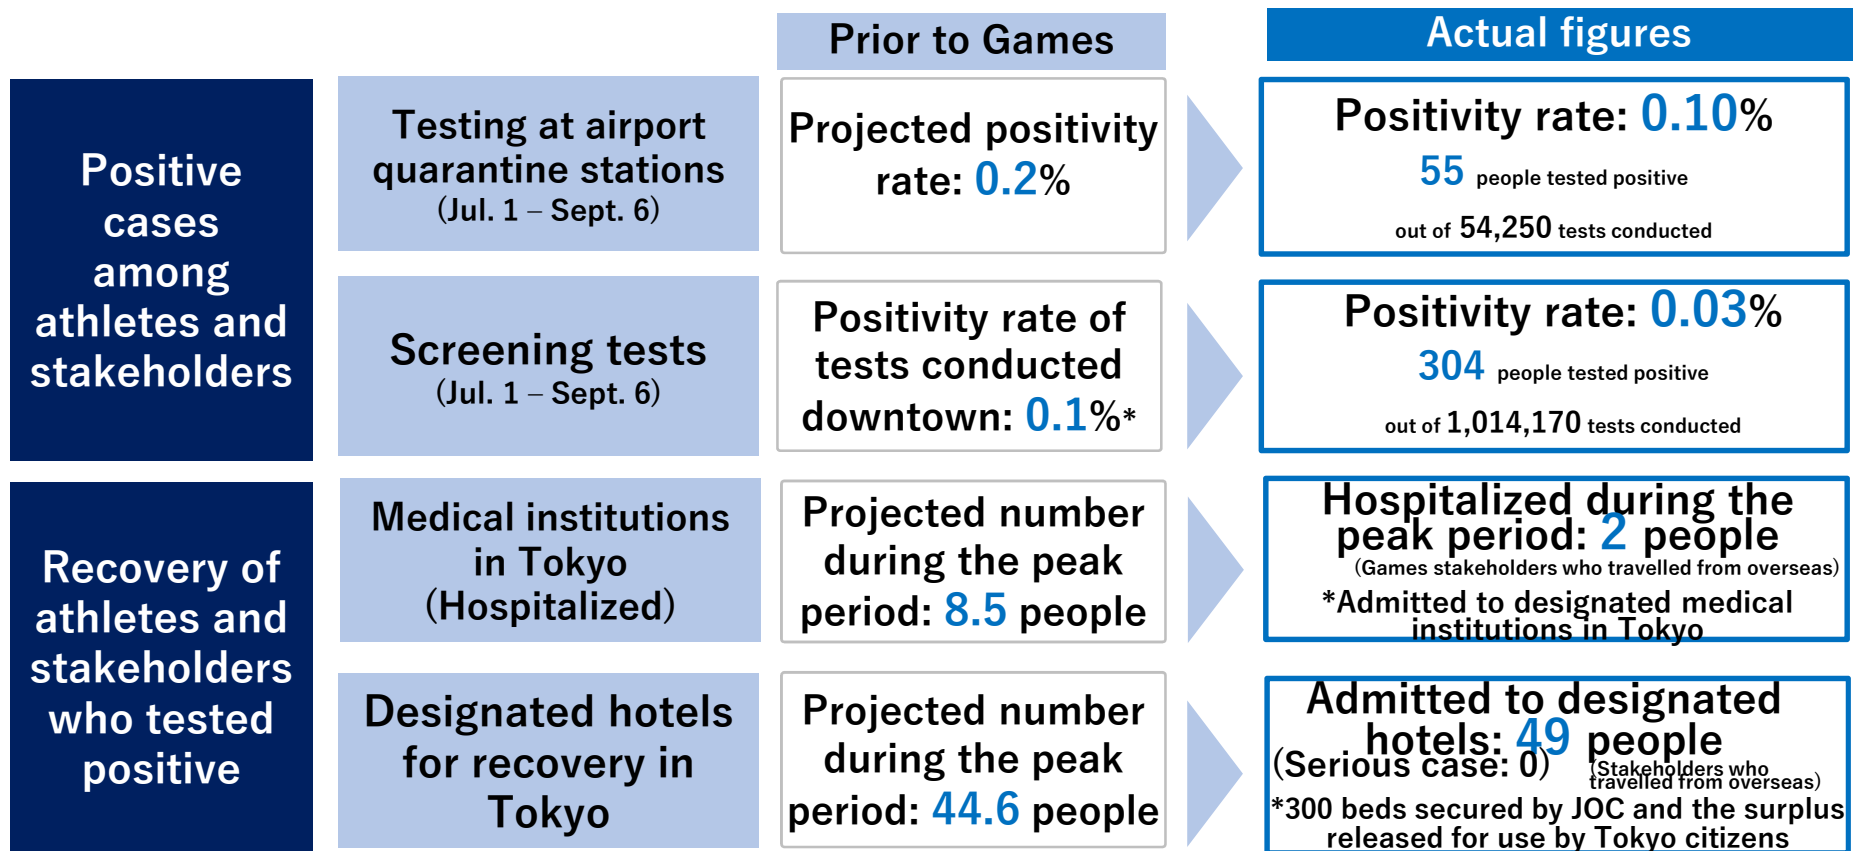 Prior to Games
Actual figures
Positive
cases
among
athletes and
stakeholders
Testing at airport
quarantine stations
(Jul. 1 – Sept. 6)
Projected positivity
rate: 0.2%
Positivity rate: 0.10%
55 people tested positive
out of 54,250 tests conducted
Screening tests
(Jul. 1 – Sept. 6)
Positivity rate of
tests conducted
downtown: 0.1%*
Positivity rate: 0.03%
304 people tested positive
out of 1,014,170 tests conducted
Recovery of
athletes and
stakeholders
who tested
positive
Medical institutions
in Tokyo
(Hospitalized)
Projected number
during the peak
period: 8.5 people
Hospitalized during the
peak period: 2 people
(Games stakeholders who travelled from overseas)
*Admitted to designated medical
institutions in Tokyo
Designated hotels
for recovery in
Tokyo
Projected number
during the peak
period: 44.6 people
Admitted to designated
hotels: 49 people
(Serious case: 0)
(Stakeholders who
travelled from overseas)
*300 beds secured by JOC and the surplus
released for use by Tokyo citizens